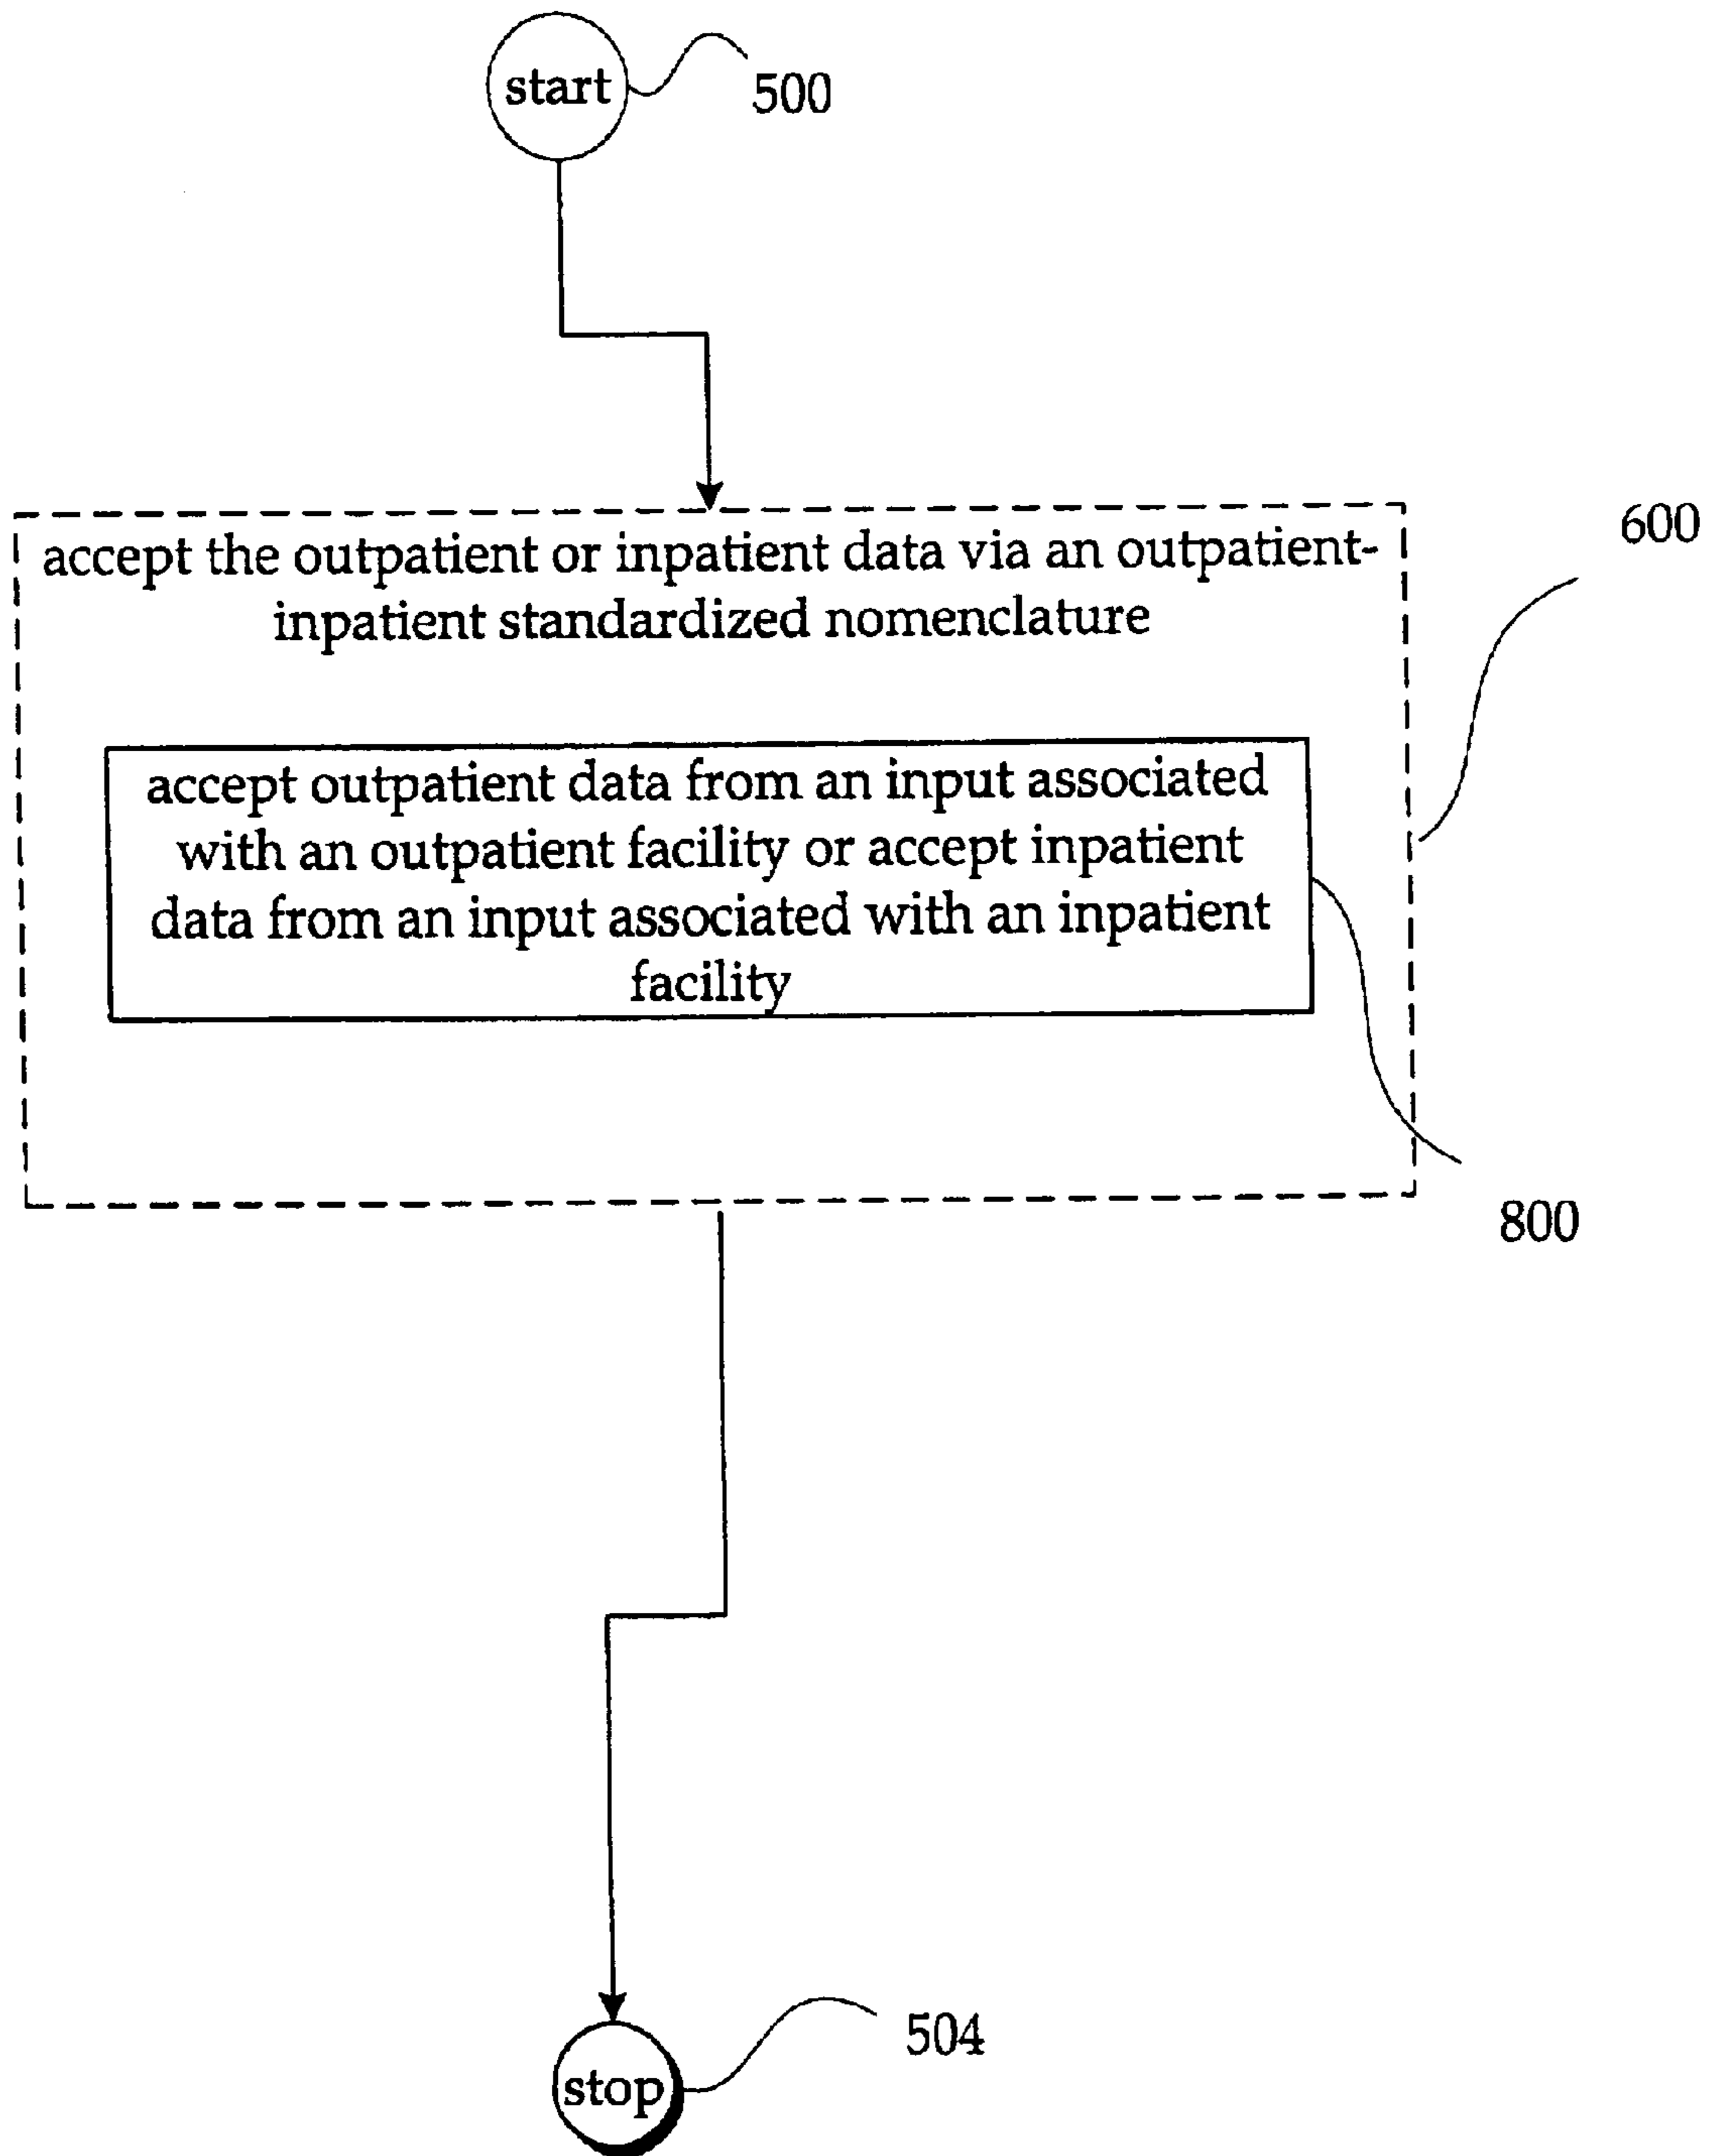 start
500
600
accept the outpatient or inpatient data via an outpatient-
inpatient standardized nomenclature
accept outpatient data from an input associated
with an outpatient facility or accept inpatient
data from an input associated with an inpatient
facility
800
504
stop